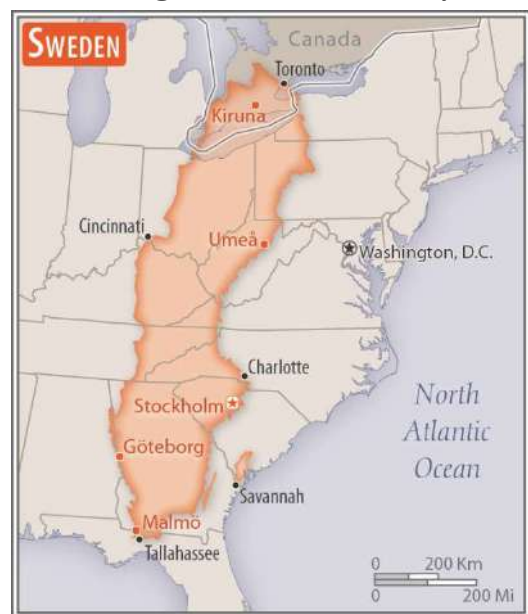 SWEDEN
Canada
Toronto
Kiruna
Cincinnati
Umeå
Washington, D.C.
Charlotte
Stockholm
North
Atlantic
Ocean
Göteborg
Savannah
Malmö
Tallahassee
0 200 Km
0 200 Mi